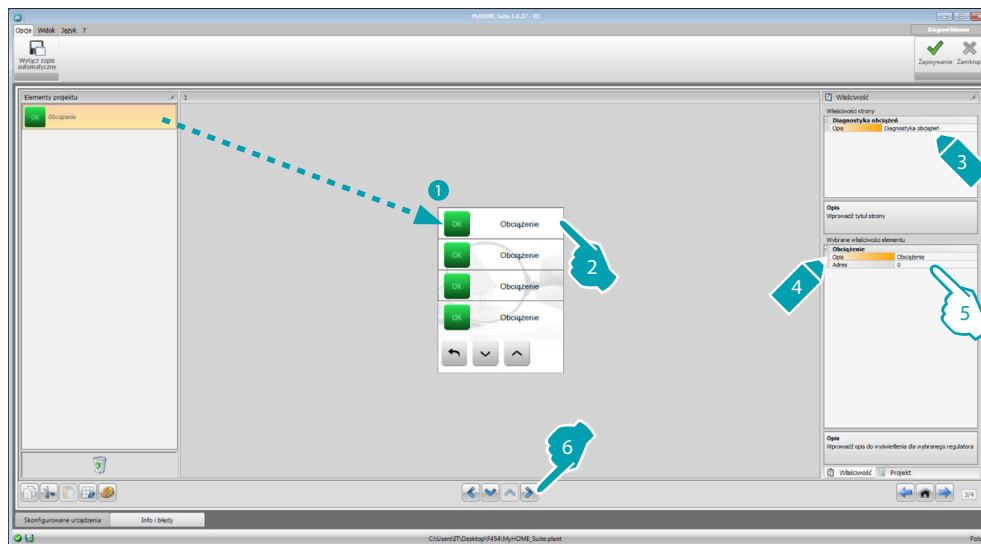 MyHOME Suite 1.0.37 - RC
Opcje Widok Język ?
Wyłącz zapis
automatyczny
Zapisywanie Zamknąć
Elementy projektu
1
Właściwość
OK Obciążenie
Właściwości strony
Diagnostyka obciążeń
Opis Diagnostyka obciążeń
3
Opis
Wprowadź tytuł strony
1
OK Obciążenie
2
OK Obciążenie
OK Obciążenie
OK Obciążenie
Wybrane właściwości elementu
Obciążenie
Opis Obciążenie
Adres 0
4
5
6
Opis
Wprowadź opis do wyświetlenia dla wybranego regulatora
Właściwość Projekt
3/4
Skonfigurowane urządzenia Info i błędy
C:\Users\IT\Desktop\F454\MyHOME_Suite.plant